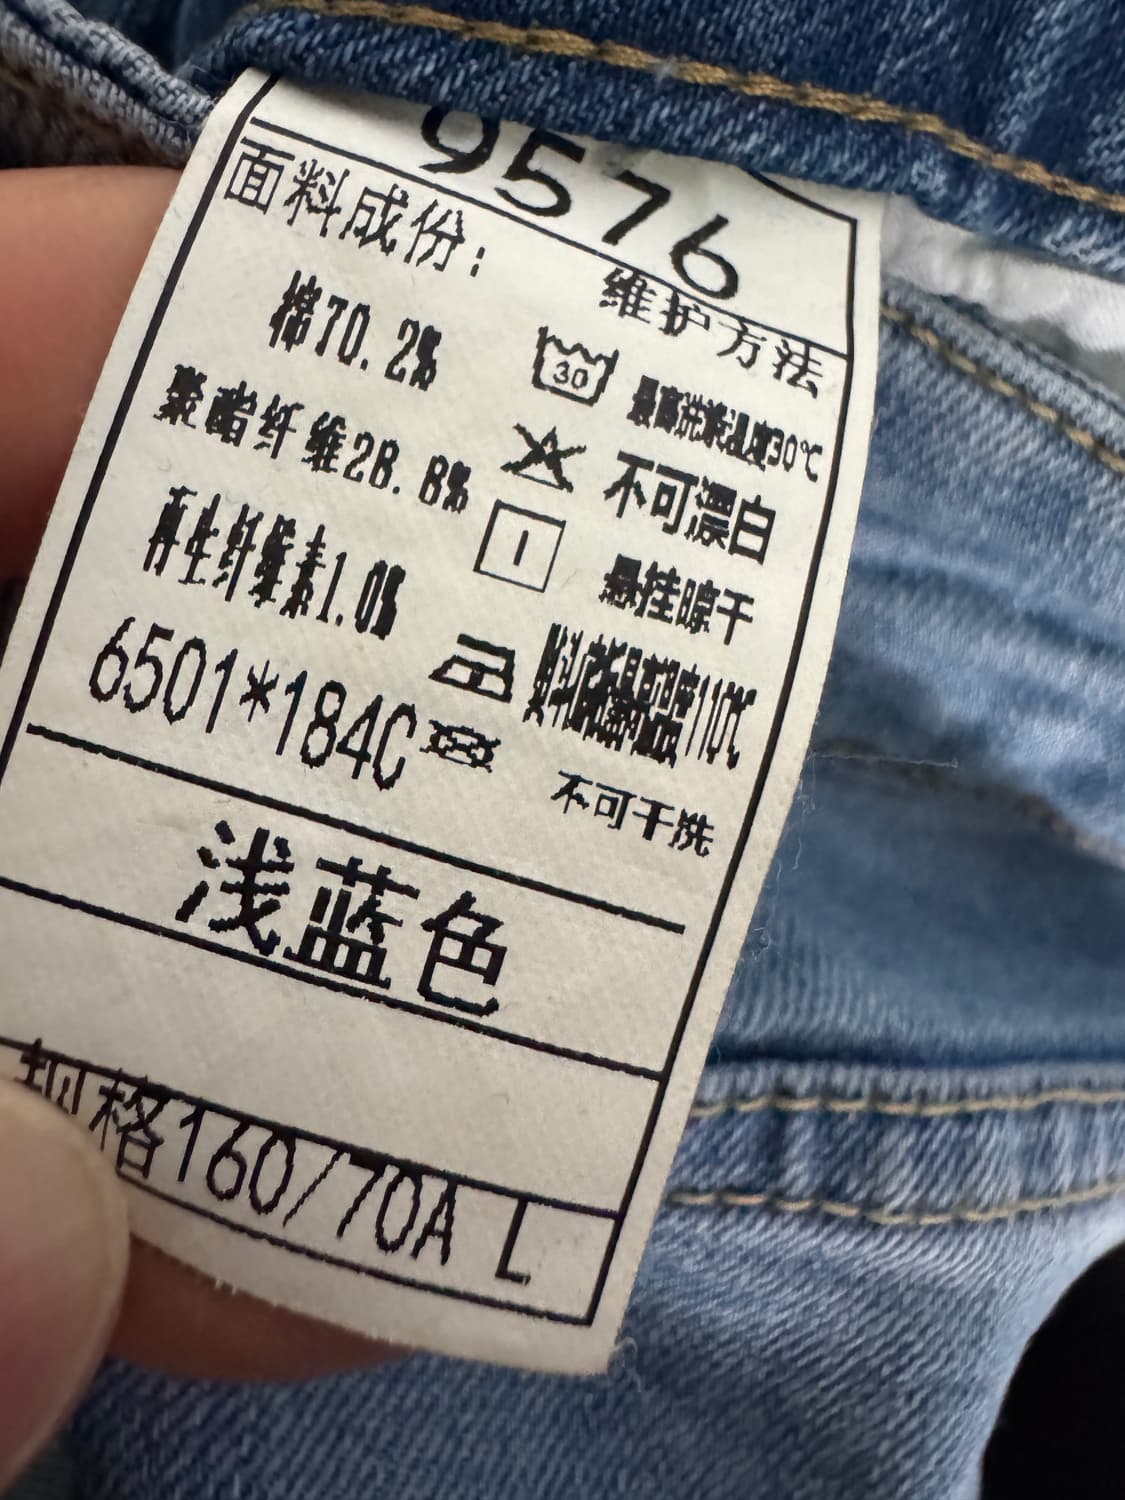 9576
面料成份:
棉70.2%
聚酯纤维28.8%
再生纤维素1.0%
6501*184C
维护方法
30
最高洗涤温度30℃
不可漂白
悬挂晾干
不可干洗
浅蓝色
规格160/70A L